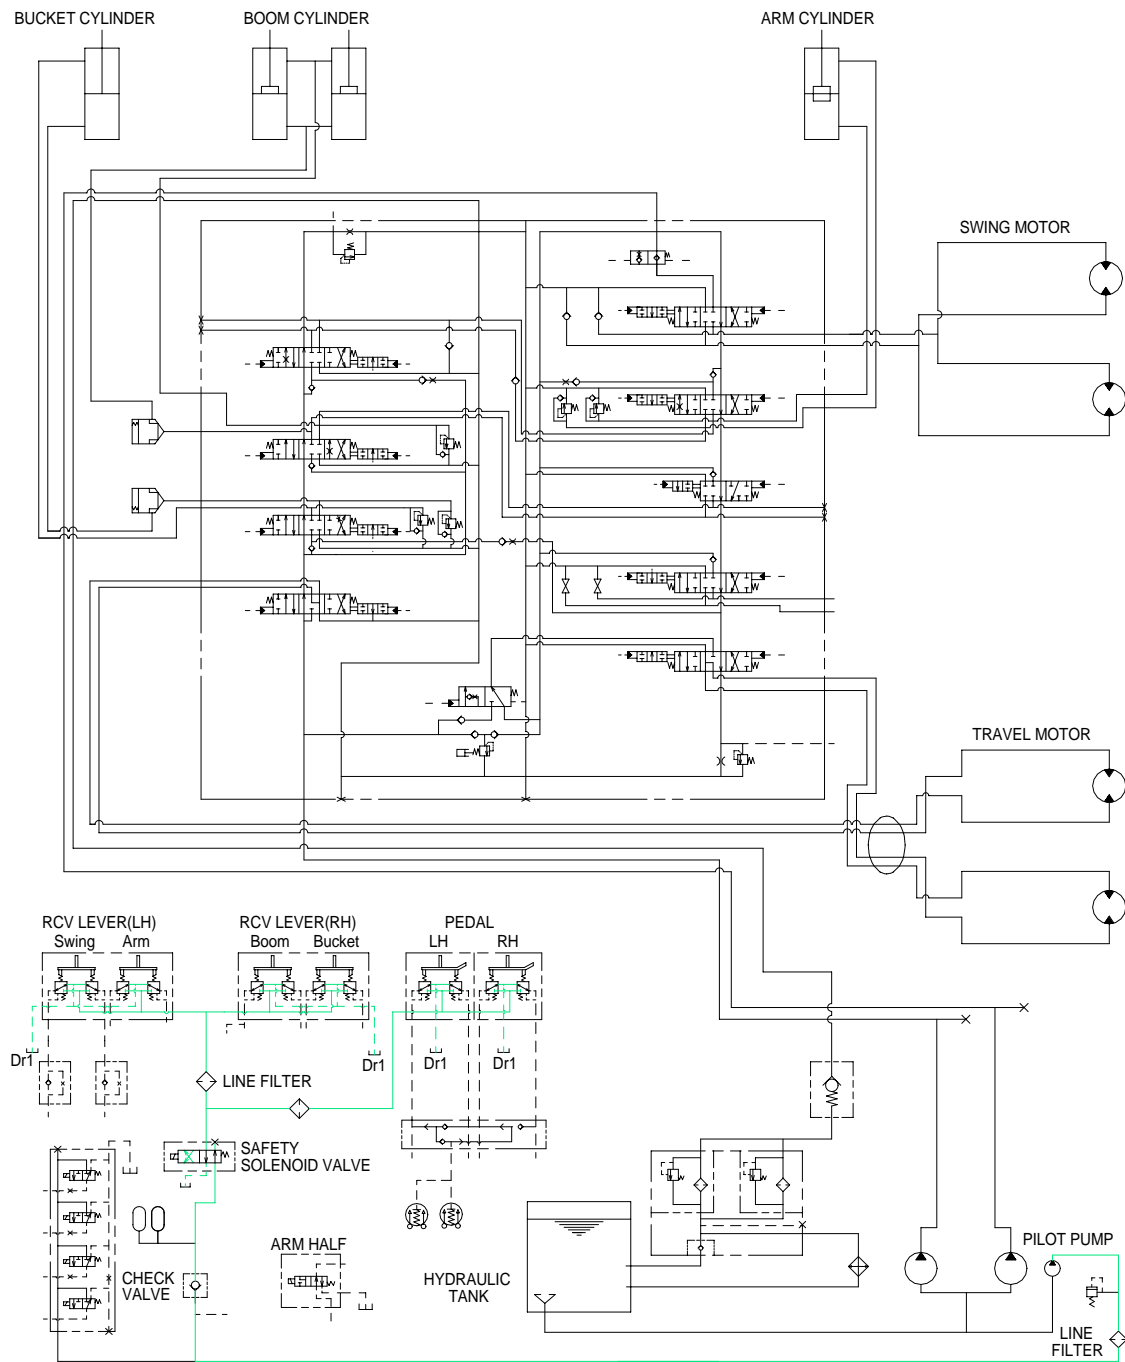 BUCKET CYLINDER
BOOM CYLINDER
ARM CYLINDER
SWING MOTOR
TRAVEL MOTOR
RCV LEVER(LH)
Swing Arm
RCV LEVER(RH)
Boom Bucket
PEDAL
LH RH
Dr1
Dr1
Dr1
Dr1
LINE FILTER
SAFETY
SOLENOID VALVE
ARM HALF
CHECK
VALVE
HYDRAULIC
TANK
PILOT PUMP
LINE
FILTER